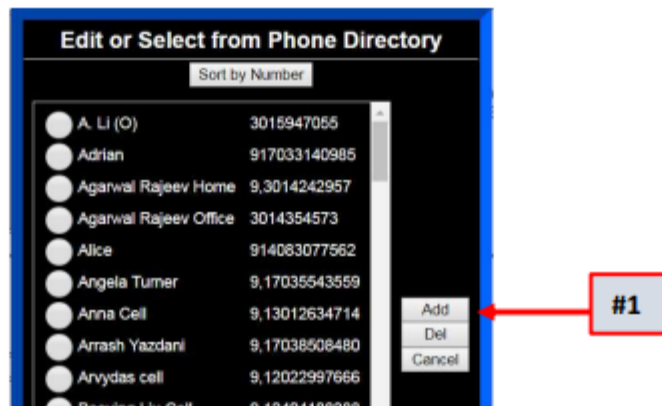 Edit or Select from Phone Directory
Sort by Number
A. Li (O) 3015947055
Adrian 917033140985
Agarwal Rajeev Home 9,3014242957
Agarwal Rajeev Office 3014354573
Alice 914083077562
Angela Turner 9,17035543559
Anna Cell 9,13012634714
Arrash Yazdani 9,17038508480
Arvydas cell 9,12022997666
Add
Del
Cancel
#1